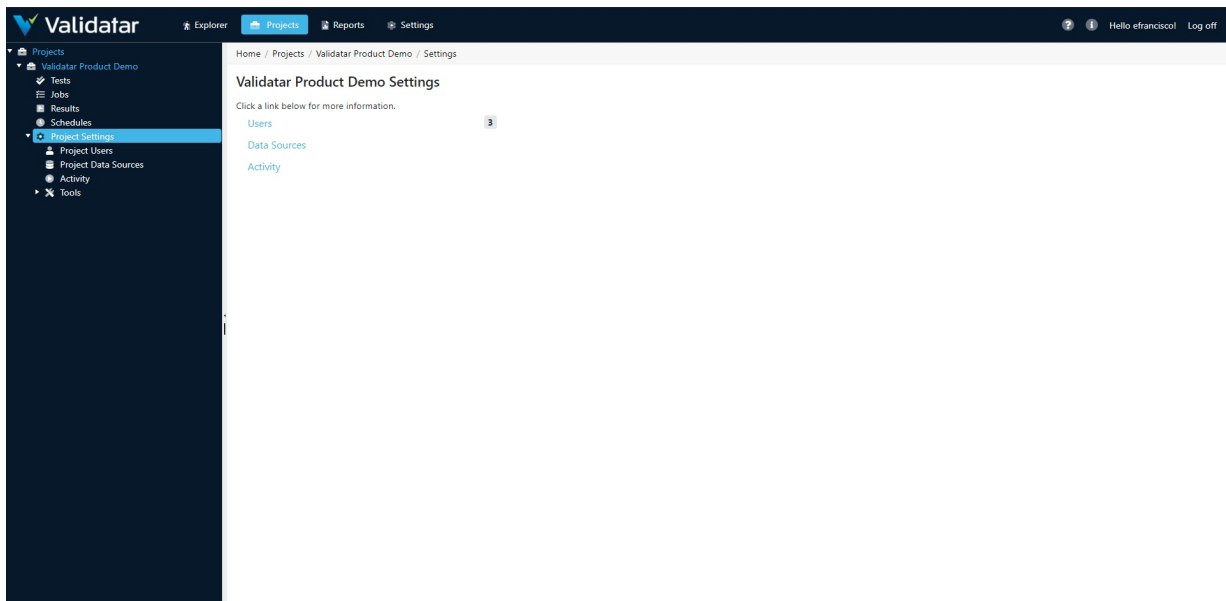 Validatar
Explorer
Projects
Reports
Settings
Hello efrancisco!
Log off
Projects
Validatar Product Demo
Tests
Jobs
Results
Schedules
Project Settings
Project Users
Project Data Sources
Activity
Tools
Home / Projects / Validatar Product Demo / Settings
Validatar Product Demo Settings
Click a link below for more information.
Users 3
Data Sources
Activity